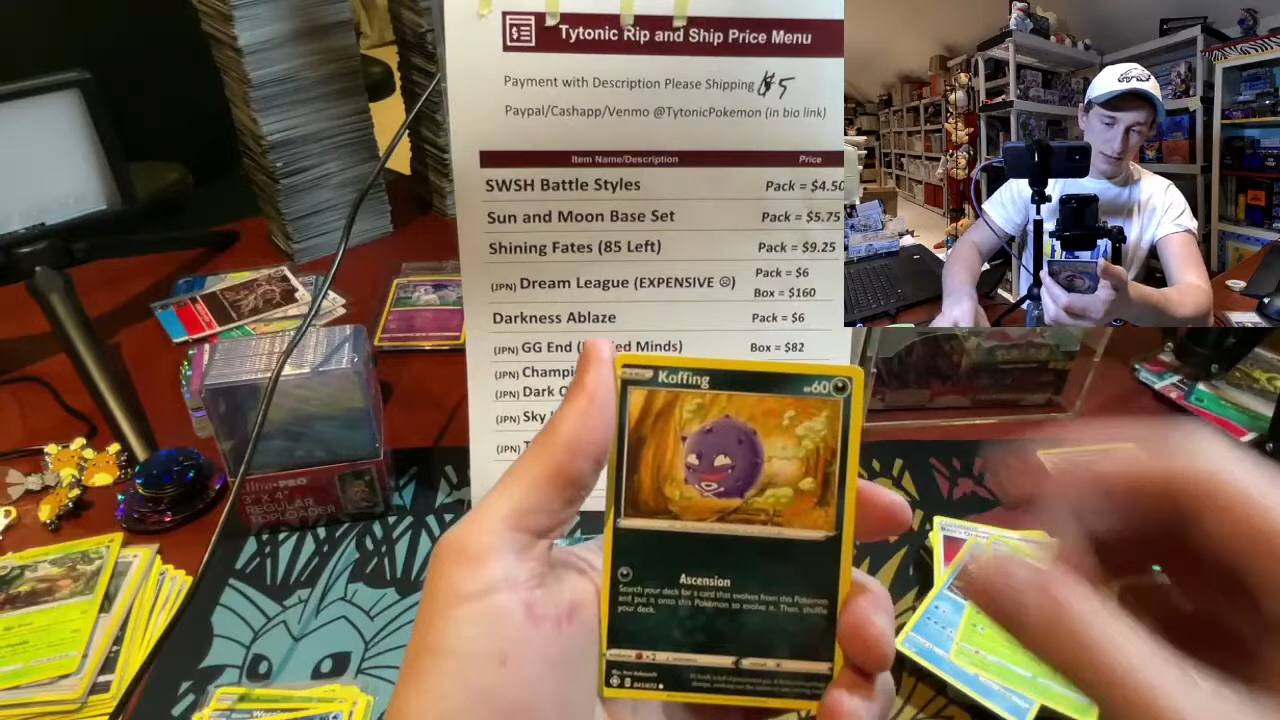 Tytonic Rip and Ship Price Menu
Payment with Description Please Shipping $5
Paypal/Cashapp/Venmo @TytonicPokemon (in bio link)
Item Name/Description Price
SWSH Battle Styles Pack = $4.50
Sun and Moon Base Set Pack = $5.75
Shining Fates (85 Left) Pack = $9.25
(JPN) Dream League (EXPENSIVE ☹) Pack = $6
Box = $160
Darkness Ablaze Pack = $6
(JPN) GG End ( Minds) Box = $82
(JPN) Champi
(JPN) Dark
(JPN) Sky
(JPN)
Koffing 60
Ascension
Search your deck for a card that evolves from this Pokémon
and put it onto this Pokémon to evolve it. Then, shuffle
your deck.
ULTRA-PRO
3" X 4"
REGULAR
TOPLOADER